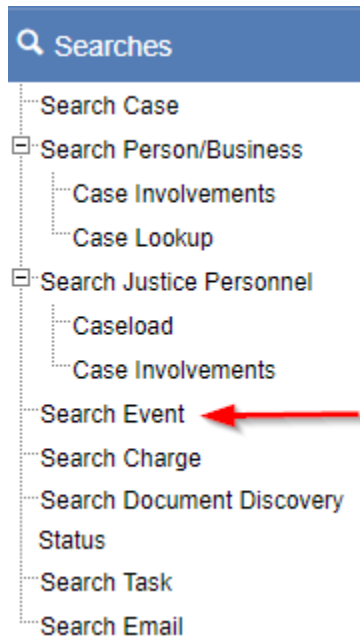 Searches
Search Case
Search Person/Business
Case Involvements
Case Lookup
Search Justice Personnel
Caseload
Case Involvements
Search Event
Search Charge
Search Document Discovery
Status
Search Task
Search Email